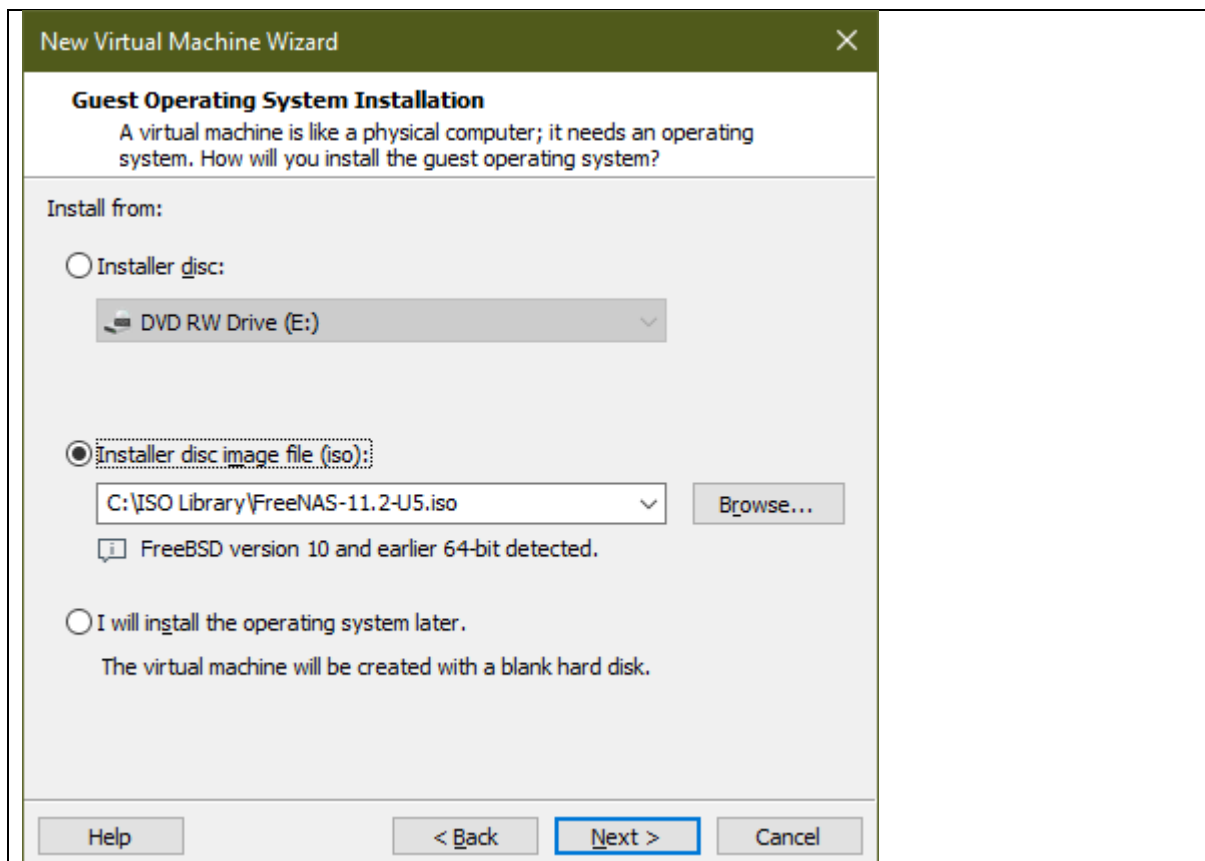 New Virtual Machine Wizard
Guest Operating System Installation
A virtual machine is like a physical computer; it needs an operating
system. How will you install the guest operating system?
Install from:
Installer disc:
DVD RW Drive (E:)
Installer disc image file (iso):
C:\ISO Library\FreeNAS-11.2-U5.iso
Browse...
FreeBSD version 10 and earlier 64-bit detected.
I will install the operating system later.
The virtual machine will be created with a blank hard disk.
Help
< Back
Next >
Cancel